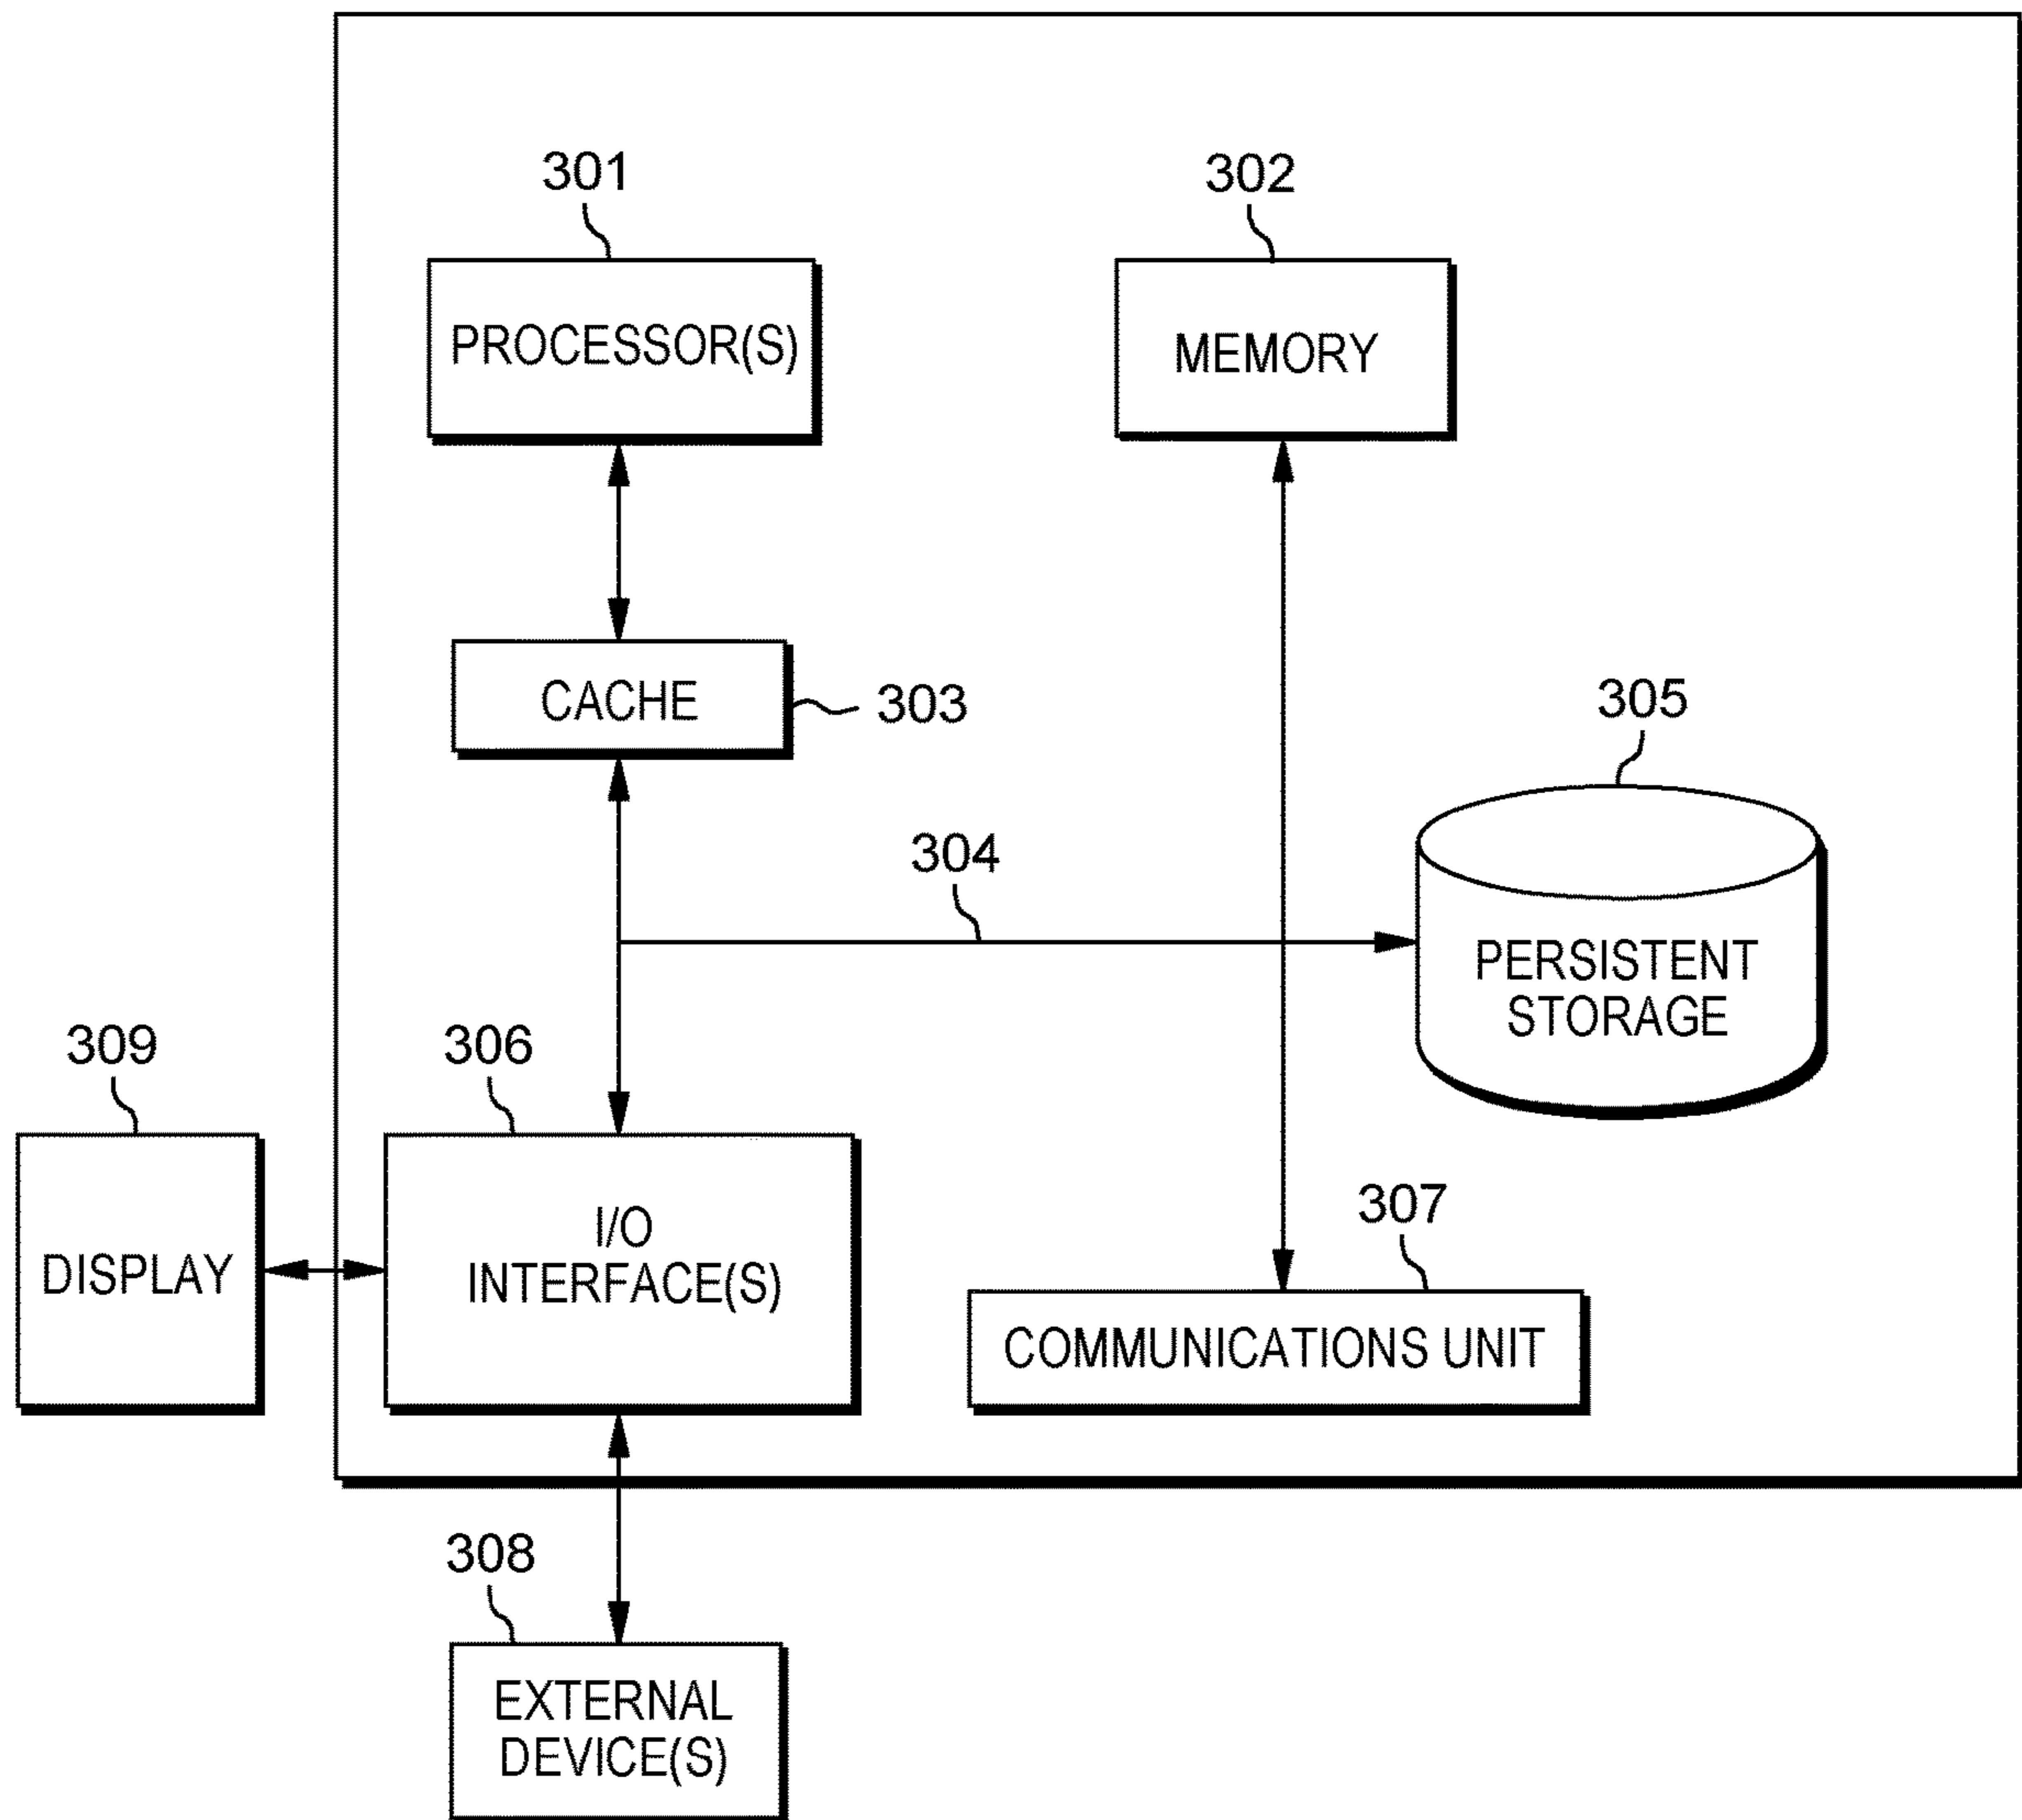 301
302
PROCESSOR(S)
MEMORY
CACHE
303
305
304
PERSISTENT
STORAGE
309
306
307
I/O
INTERFACE(S)
DISPLAY
COMMUNICATIONS UNIT
308
EXTERNAL
DEVICE(S)